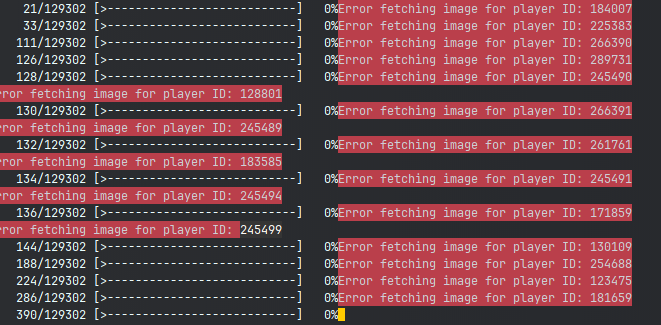 21/129302 [>---------------------------] 0%Error fetching image for player ID: 184007
33/129302 [>---------------------------] 0%Error fetching image for player ID: 225383
111/129302 [>---------------------------] 0%Error fetching image for player ID: 266390
126/129302 [>---------------------------] 0%Error fetching image for player ID: 289731
128/129302 [>---------------------------] 0%Error fetching image for player ID: 245490
rror fetching image for player ID: 128801
130/129302 [>---------------------------] 0%Error fetching image for player ID: 266391
rror fetching image for player ID: 245489
132/129302 [>---------------------------] 0%Error fetching image for player ID: 261761
rror fetching image for player ID: 183585
134/129302 [>---------------------------] 0%Error fetching image for player ID: 245491
rror fetching image for player ID: 245494
136/129302 [>---------------------------] 0%Error fetching image for player ID: 171859
rror fetching image for player ID: 245499
144/129302 [>---------------------------] 0%Error fetching image for player ID: 130109
188/129302 [>---------------------------] 0%Error fetching image for player ID: 254688
224/129302 [>---------------------------] 0%Error fetching image for player ID: 123475
286/129302 [>---------------------------] 0%Error fetching image for player ID: 181659
390/129302 [>---------------------------] 0%